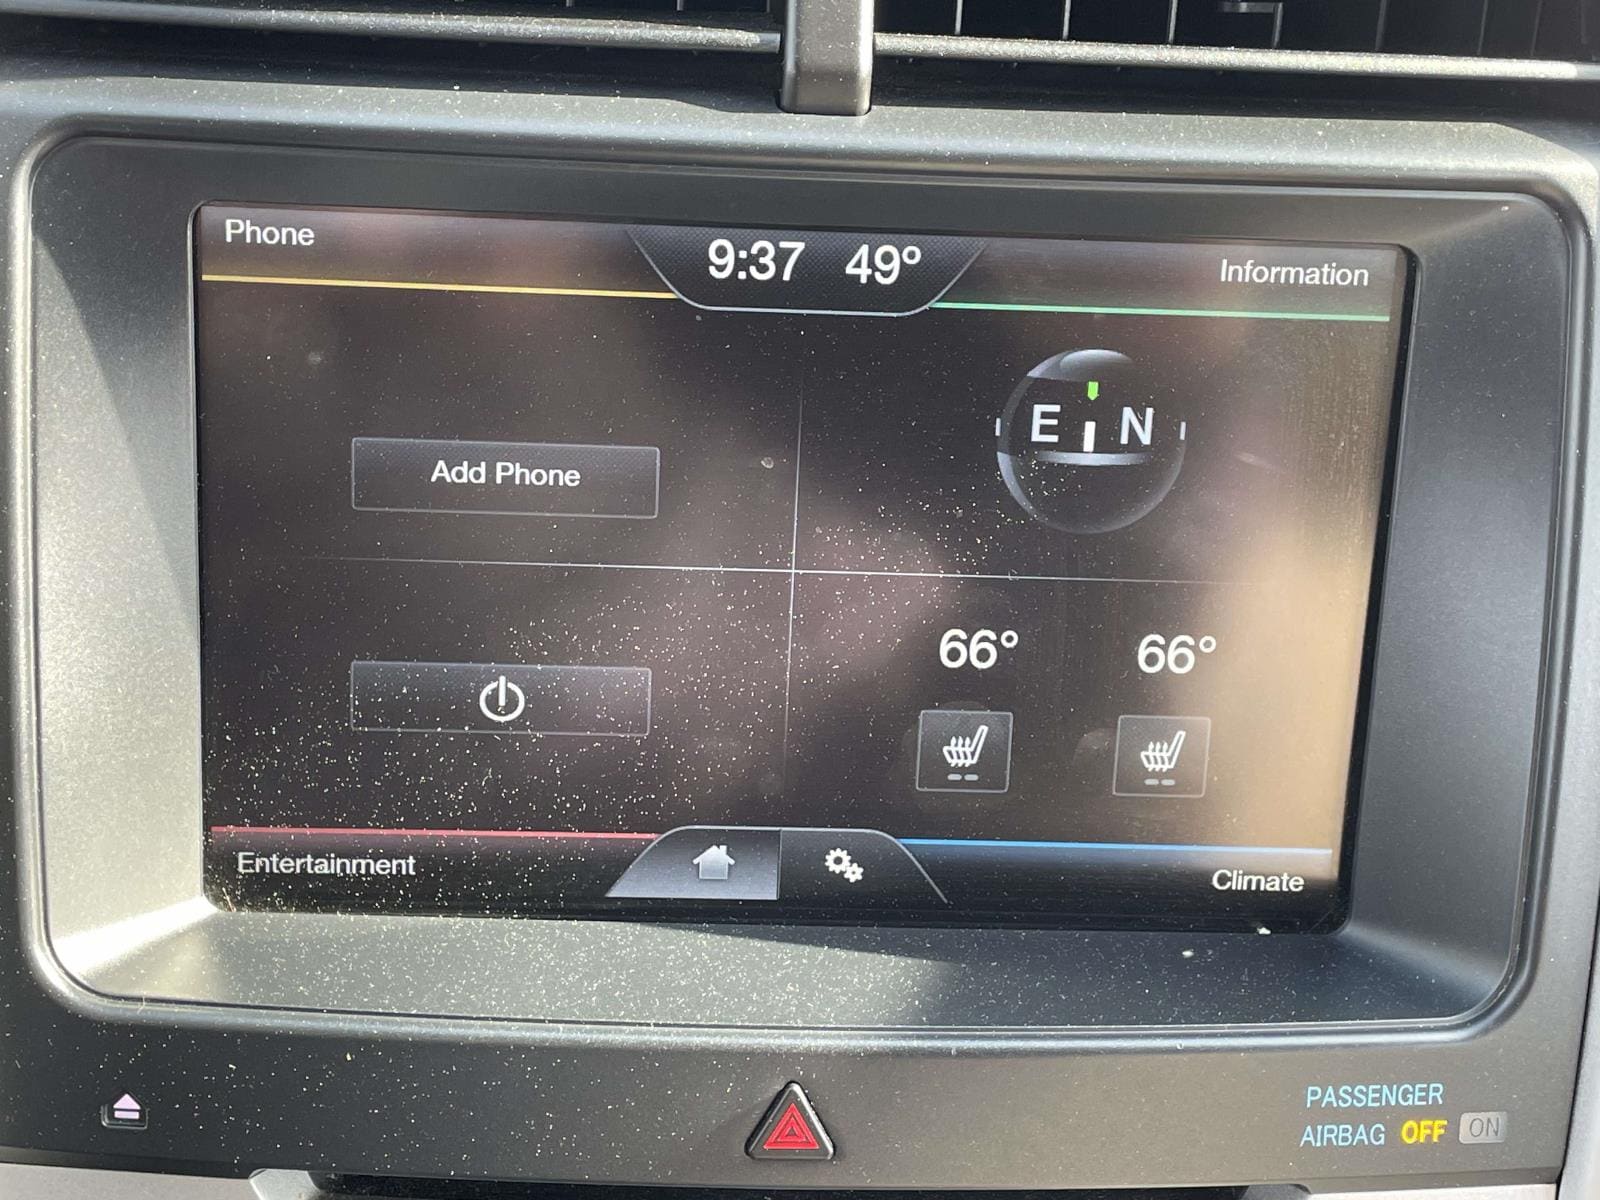 Phone
9:37 49°
Information
E N
Add Phone
66° 66°
Entertainment
Climate
PASSENGER
AIRBAG OFF ON